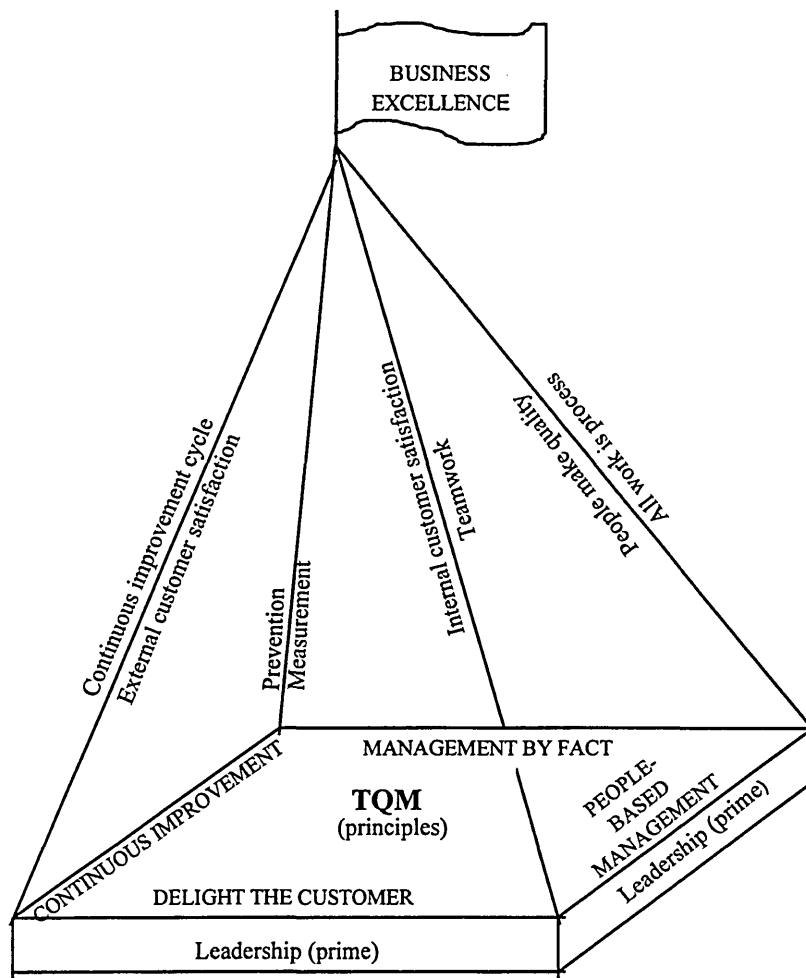 BUSINESS
EXCELLENCE
Continuous improvement cycle
External customer satisfaction
Prevention
Measurement
Internal customer satisfaction
Teamwork
People make quality
All work is process
MANAGEMENT BY FACT
CONTINUOUS IMPROVEMENT
TQM
(principles)
PEOPLE-
BASED
MANAGEMENT
DELIGHT THE CUSTOMER
Leadership (prime)
Leadership (prime)